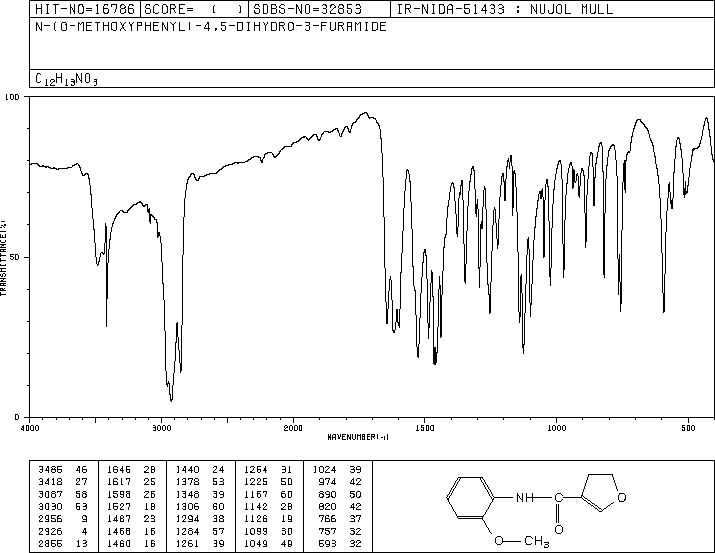 HIT-NO=16786 SCORE= ( ) SDBS-NO=32853 IR-NIDA-51433 : NUJOL MULL
N-(O-METHOXYPHENYL)-4,5-DIHYDRO-3-FURAMIDE
C12H13NO3
100
50
0
TRANSMITTANCE(%)
4000 3000 2000 1500 1000 500
WAVENUMBER(-1)
3486 46 1646 28 1440 24 1254 31 1024 39
3418 27 1617 25 1378 53 1225 50 974 42
3087 58 1598 26 1348 39 1167 60 890 50
3030 53 1527 18 1306 60 1142 28 820 42
2956 9 1487 23 1294 38 1126 19 766 37
2926 4 1468 16 1284 57 1099 30 757 32
2855 13 1460 16 1261 39 1049 49 593 32
NH C O
O
O CH3